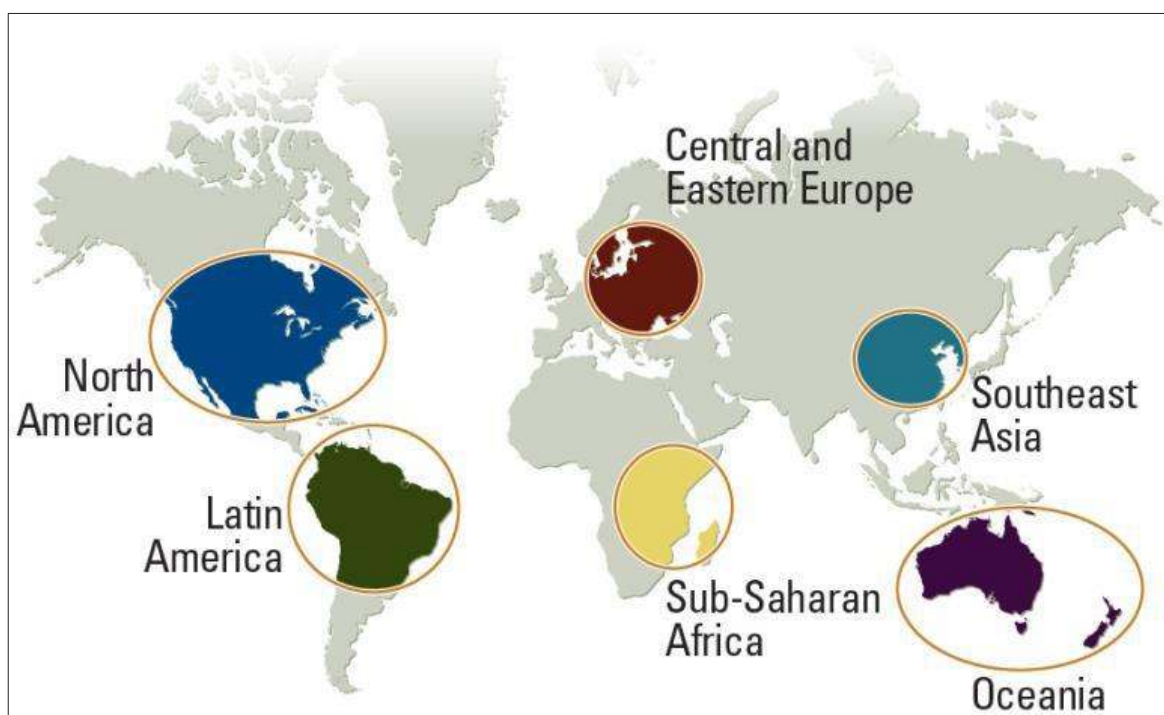 Central and
Eastern Europe
North
America
Southeast
Asia
Latin
America
Sub-Saharan
Africa
Oceania